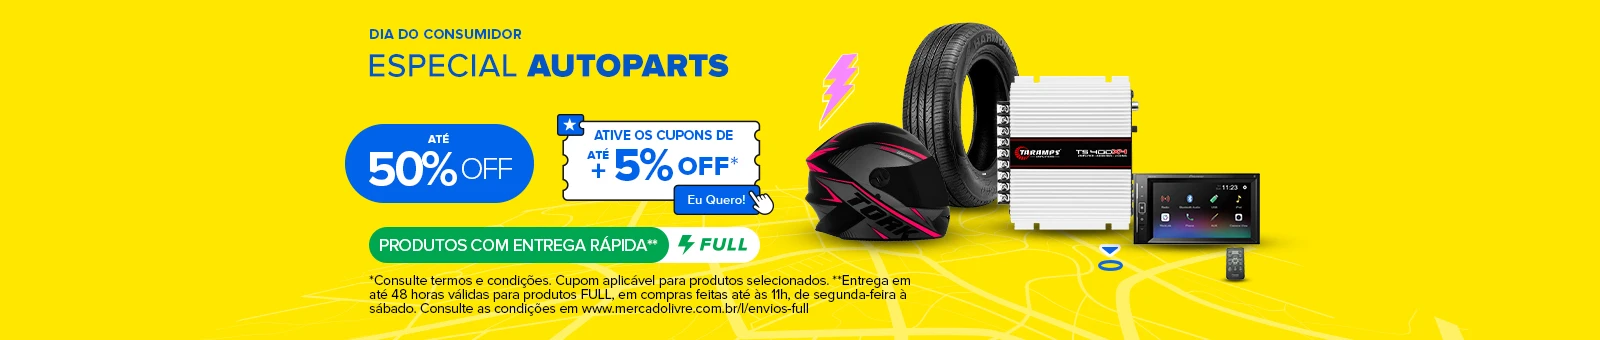 DIA DO CONSUMIDOR
ESPECIAL AUTOPARTS
ATÉ
50% OFF
ATIVE OS CUPONS DE
ATÉ
+ 5% OFF*
Eu Quero!
PRODUTOS COM ENTREGA RÁPIDA**
FULL
*Consulte termos e condições. Cupom aplicável para produtos selecionados. **Entrega em
até 48 horas válidas para produtos FULL, em compras feitas até às 11h, de segunda-feira à
sábado. Consulte as condições em www.mercadolivre.com.br/l/envios-full
TORK
TARAMPS
TS 400X4
11:23